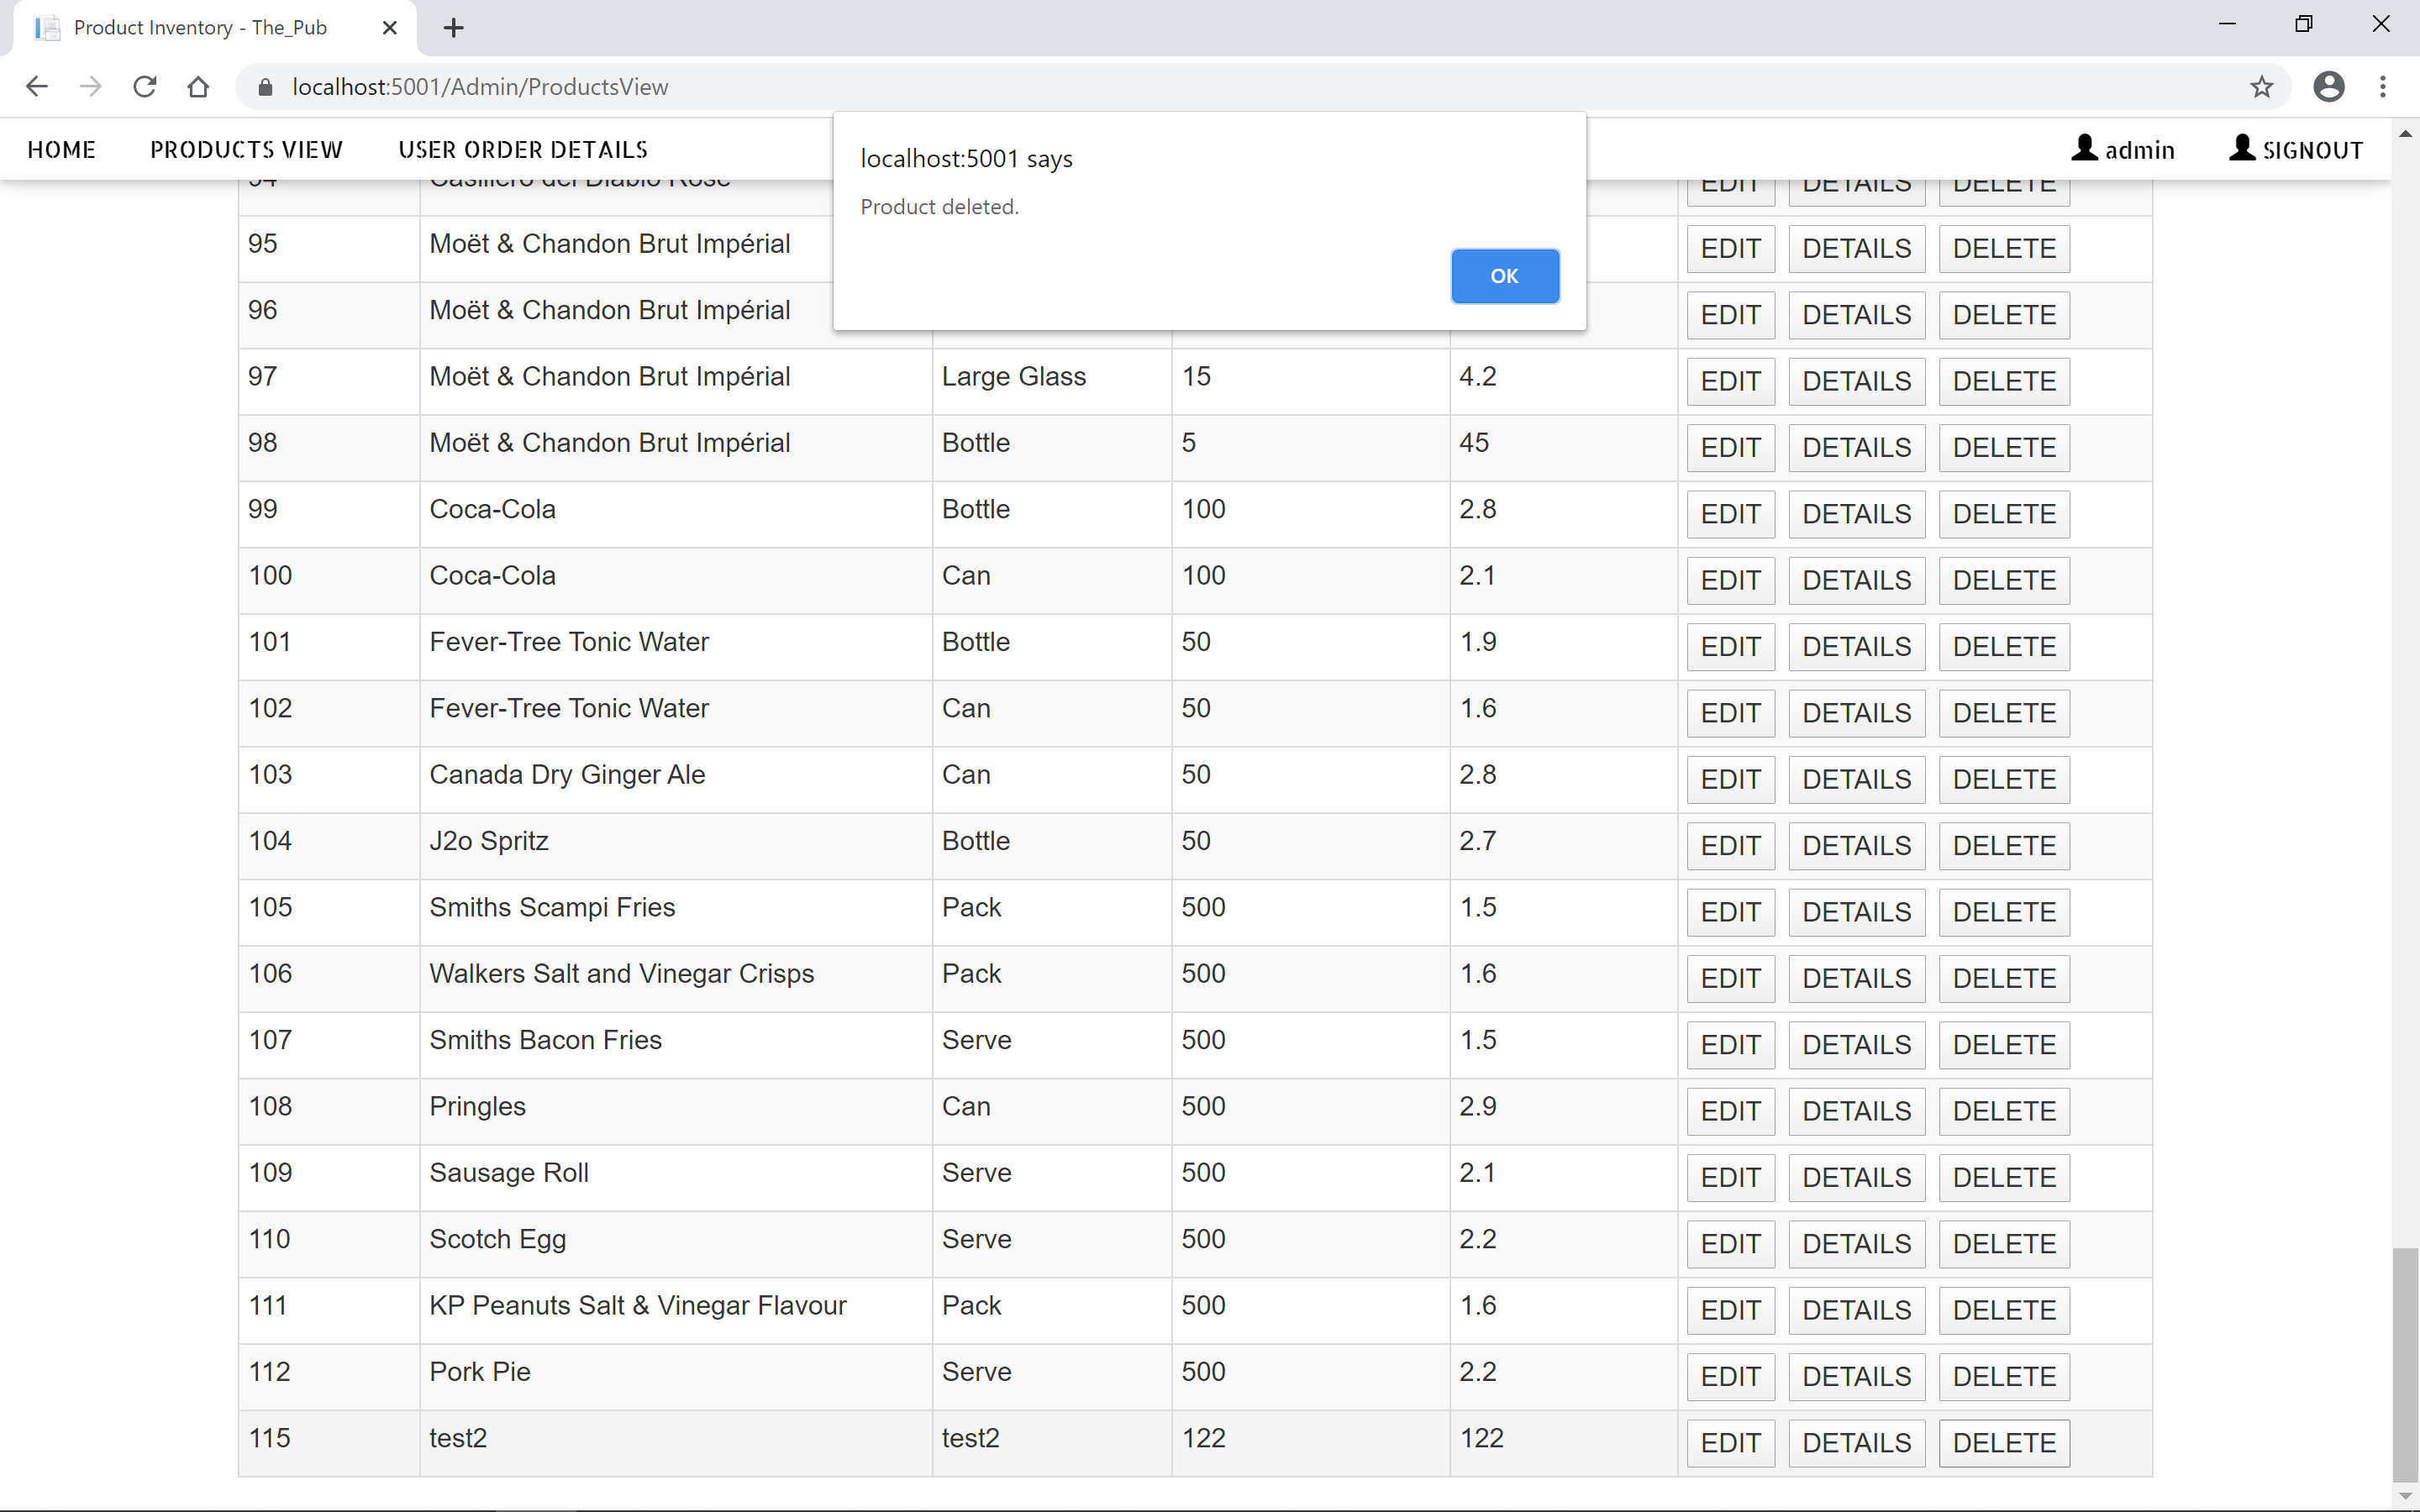 Product Inventory - The_Pub
localhost:5001/Admin/ProductsView
HOME PRODUCTS VIEW USER ORDER DETAILS admin SIGNOUT
localhost:5001 says
Product deleted.
OK
94 Casillero del Diablo Rose EDIT DETAILS DELETE
95 Moët & Chandon Brut Impérial EDIT DETAILS DELETE
96 Moët & Chandon Brut Impérial EDIT DETAILS DELETE
97 Moët & Chandon Brut Impérial Large Glass 15 4.2 EDIT DETAILS DELETE
98 Moët & Chandon Brut Impérial Bottle 5 45 EDIT DETAILS DELETE
99 Coca-Cola Bottle 100 2.8 EDIT DETAILS DELETE
100 Coca-Cola Can 100 2.1 EDIT DETAILS DELETE
101 Fever-Tree Tonic Water Bottle 50 1.9 EDIT DETAILS DELETE
102 Fever-Tree Tonic Water Can 50 1.6 EDIT DETAILS DELETE
103 Canada Dry Ginger Ale Can 50 2.8 EDIT DETAILS DELETE
104 J2o Spritz Bottle 50 2.7 EDIT DETAILS DELETE
105 Smiths Scampi Fries Pack 500 1.5 EDIT DETAILS DELETE
106 Walkers Salt and Vinegar Crisps Pack 500 1.6 EDIT DETAILS DELETE
107 Smiths Bacon Fries Serve 500 1.5 EDIT DETAILS DELETE
108 Pringles Can 500 2.9 EDIT DETAILS DELETE
109 Sausage Roll Serve 500 2.1 EDIT DETAILS DELETE
110 Scotch Egg Serve 500 2.2 EDIT DETAILS DELETE
111 KP Peanuts Salt & Vinegar Flavour Pack 500 1.6 EDIT DETAILS DELETE
112 Pork Pie Serve 500 2.2 EDIT DETAILS DELETE
115 test2 test2 122 122 EDIT DETAILS DELETE